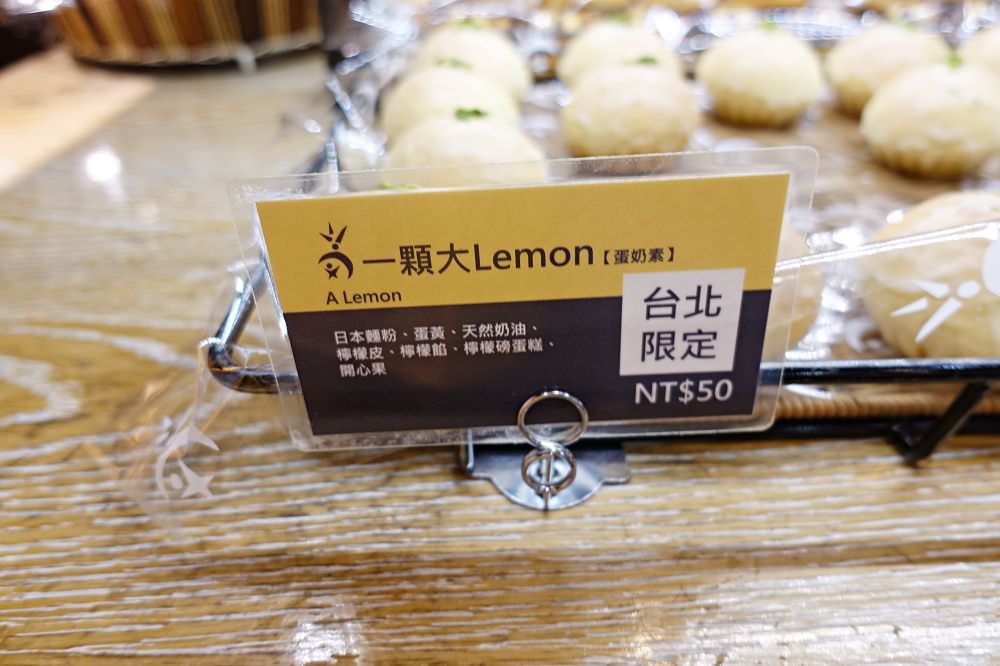 一顆大Lemon【蛋奶素】
A Lemon
日本麵粉、蛋黃、天然奶油、
檸檬皮、檸檬餡、檸檬磅蛋糕、
開心果
台北
限定
NT$50